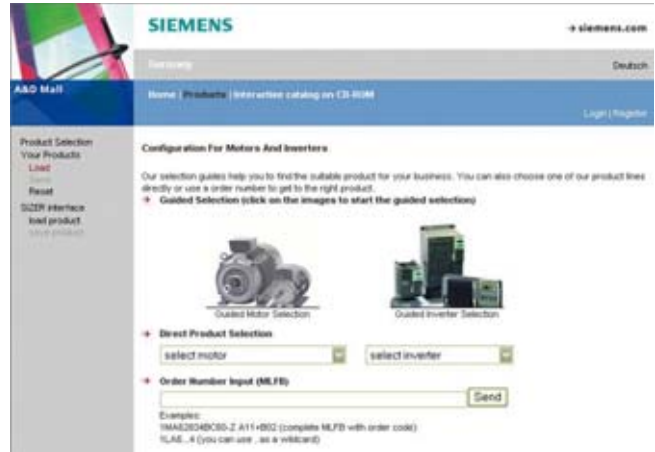 SIEMENS
→ siemens.com
Germany
Deutsch
A&D Mall
Home | Products | Interactive catalog on CD-ROM
Login | Register
Product Selection
Your Products
Load
Save
Reset
SIZER interface
load product
save product
Configuration For Motors And Inverters
Our selection guides help you to find the suitable product for your business. You can also choose one of our product lines
directly or use a order number to get to the right product.
→ Guided Selection (click on the images to start the guided selection)
Guided Motor Selection
Guided Inverter Selection
→ Direct Product Selection
select motor
select inverter
→ Order Number Input (MLFB)
Send
Examples:
(complete MLFB with order code)
(you can use . as a wildcard)